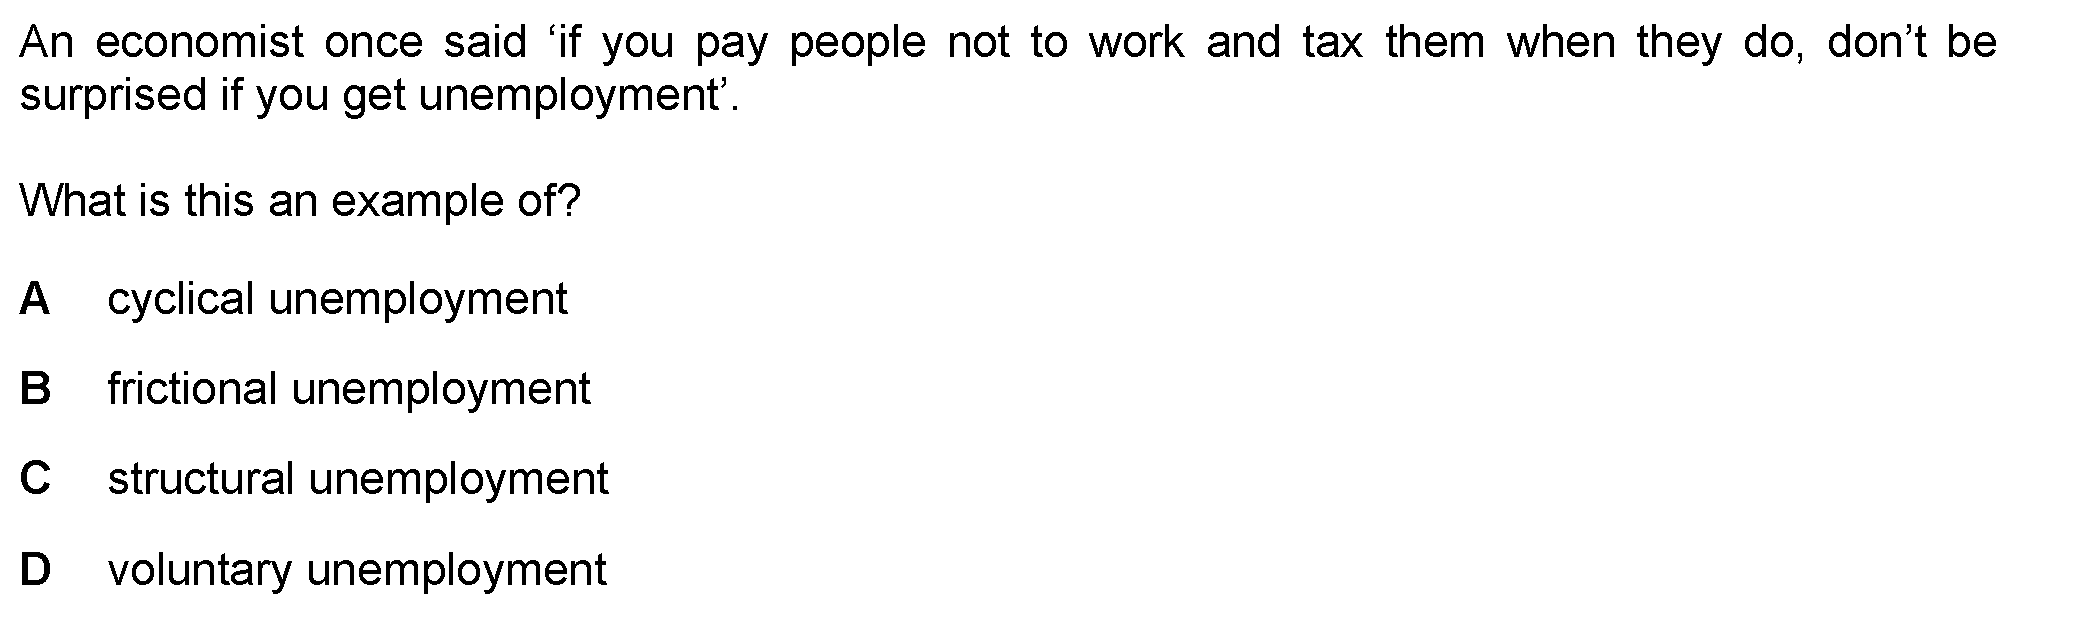 An economist once said ‘if you pay people not to work and tax them when they do, don’t be
surprised if you get unemployment’.
What is this an example of?
A cyclical unemployment
B frictional unemployment
C structural unemployment
D voluntary unemployment